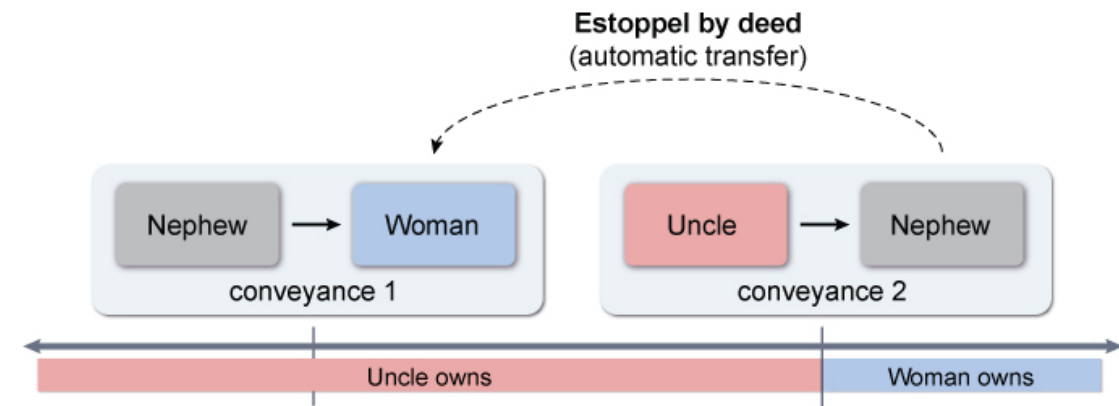 Estoppel by deed
(automatic transfer)
Nephew
Woman
conveyance 1
Uncle
Nephew
conveyance 2
Uncle owns
Woman owns